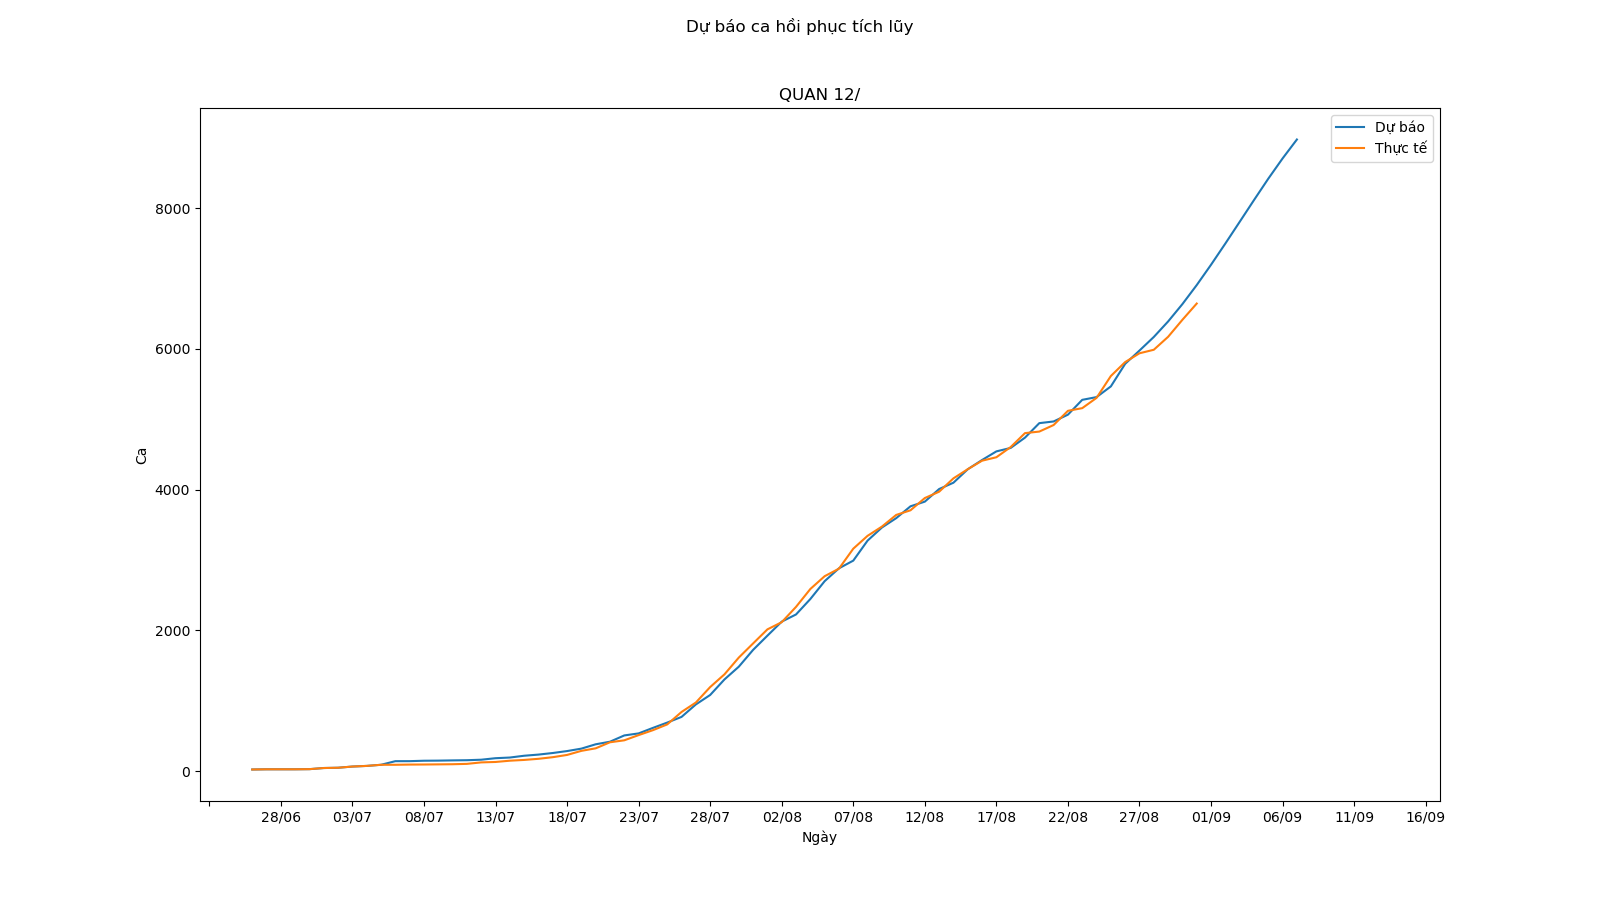 Dự báo ca hồi phục tích lũy
QUAN 12/
Dự báo
Thực tế
8000
6000
4000
2000
0
Ca
28/06 03/07 08/07 13/07 18/07 23/07 28/07 02/08 07/08 12/08 17/08 22/08 27/08 01/09 06/09 11/09 16/09
Ngày